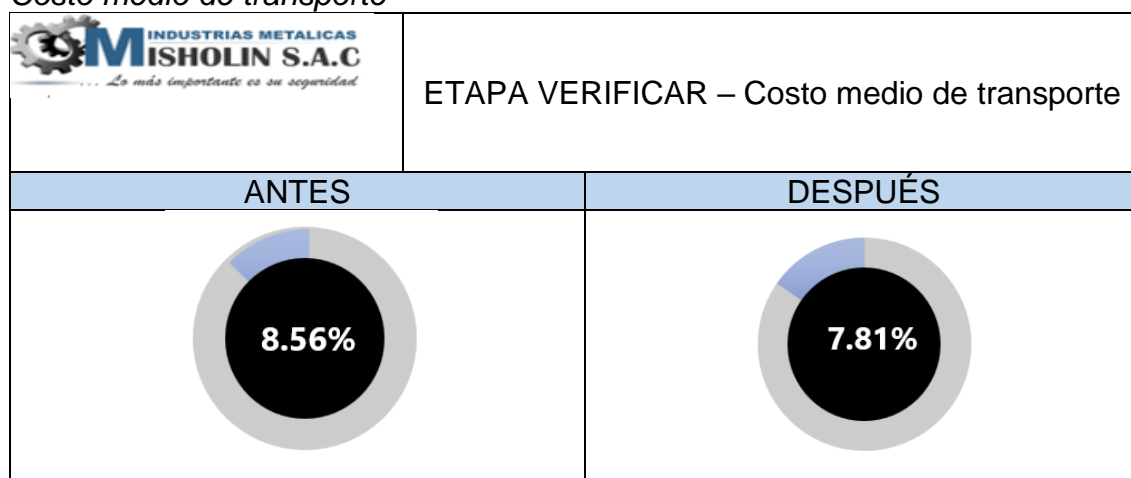 Costo medio de transporte
INDUSTRIAS METALICAS
MISHOLIN S.A.C
... Lo más importante es su seguridad
ETAPA VERIFICAR – Costo medio de transporte
ANTES
DESPUÉS
8.56%
7.81%